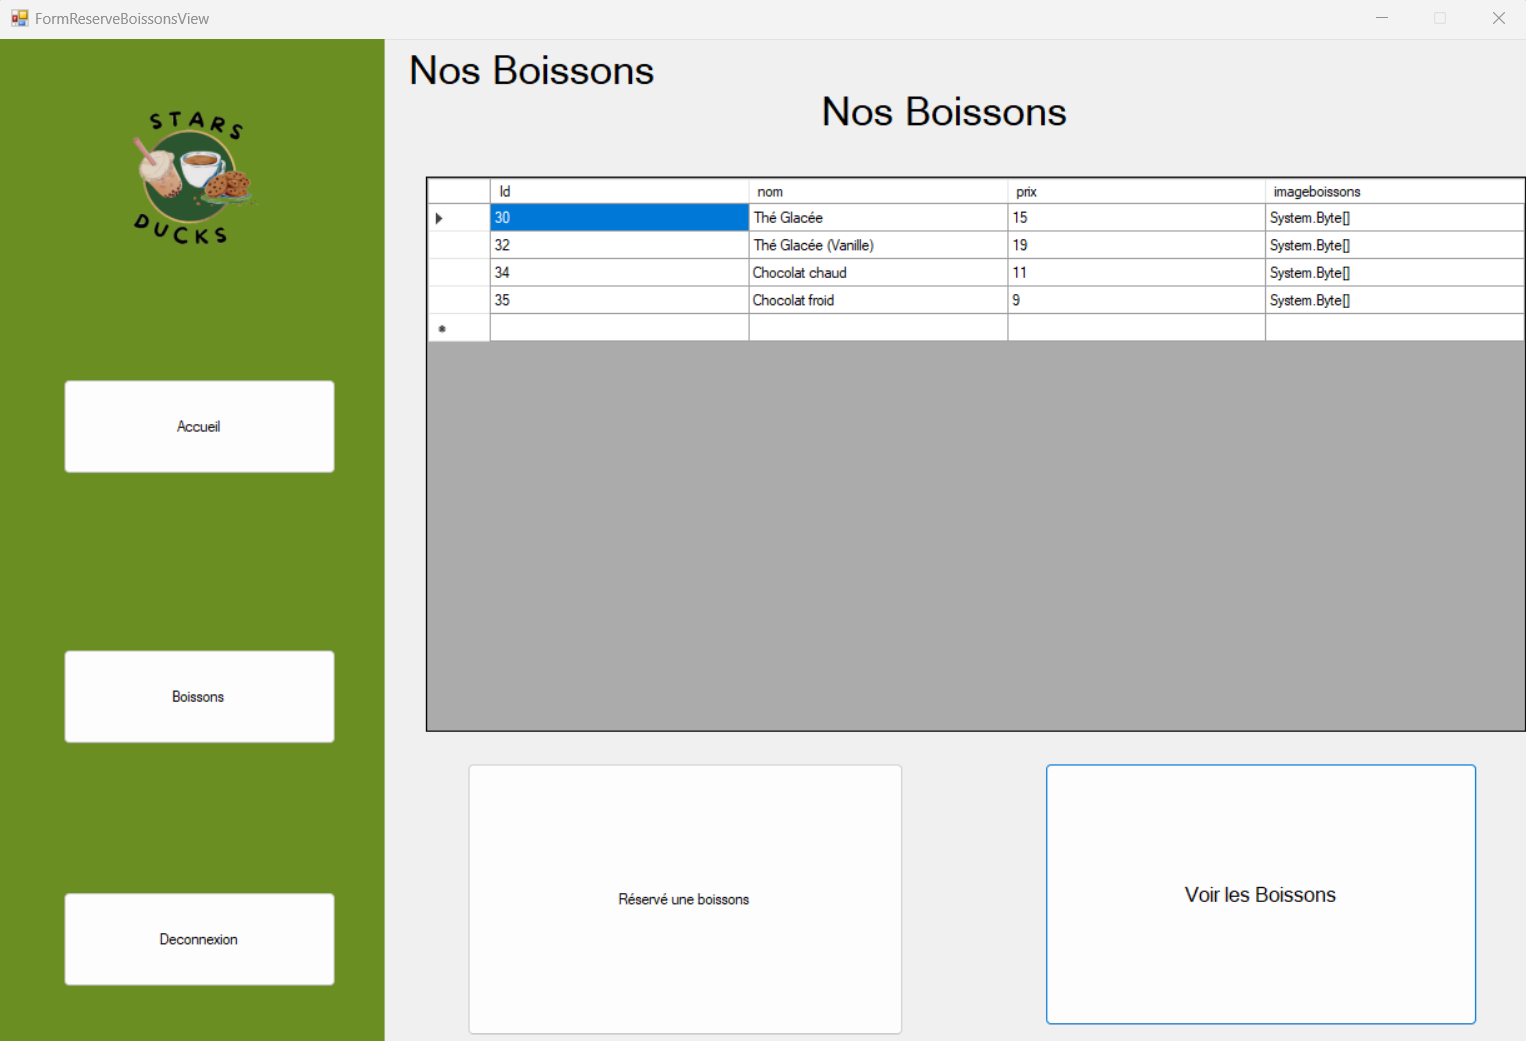 FormReserveBoissonsView
STARS
DUCKS
Accueil
Boissons
Deconnexion
Nos Boissons
Nos Boissons
Id nom prix imageboissons
30 Thé Glacée 15 System.Byte[]
32 Thé Glacée (Vanille) 19 System.Byte[]
34 Chocolat chaud 11 System.Byte[]
35 Chocolat froid 9 System.Byte[]
Réservé une boissons
Voir les Boissons